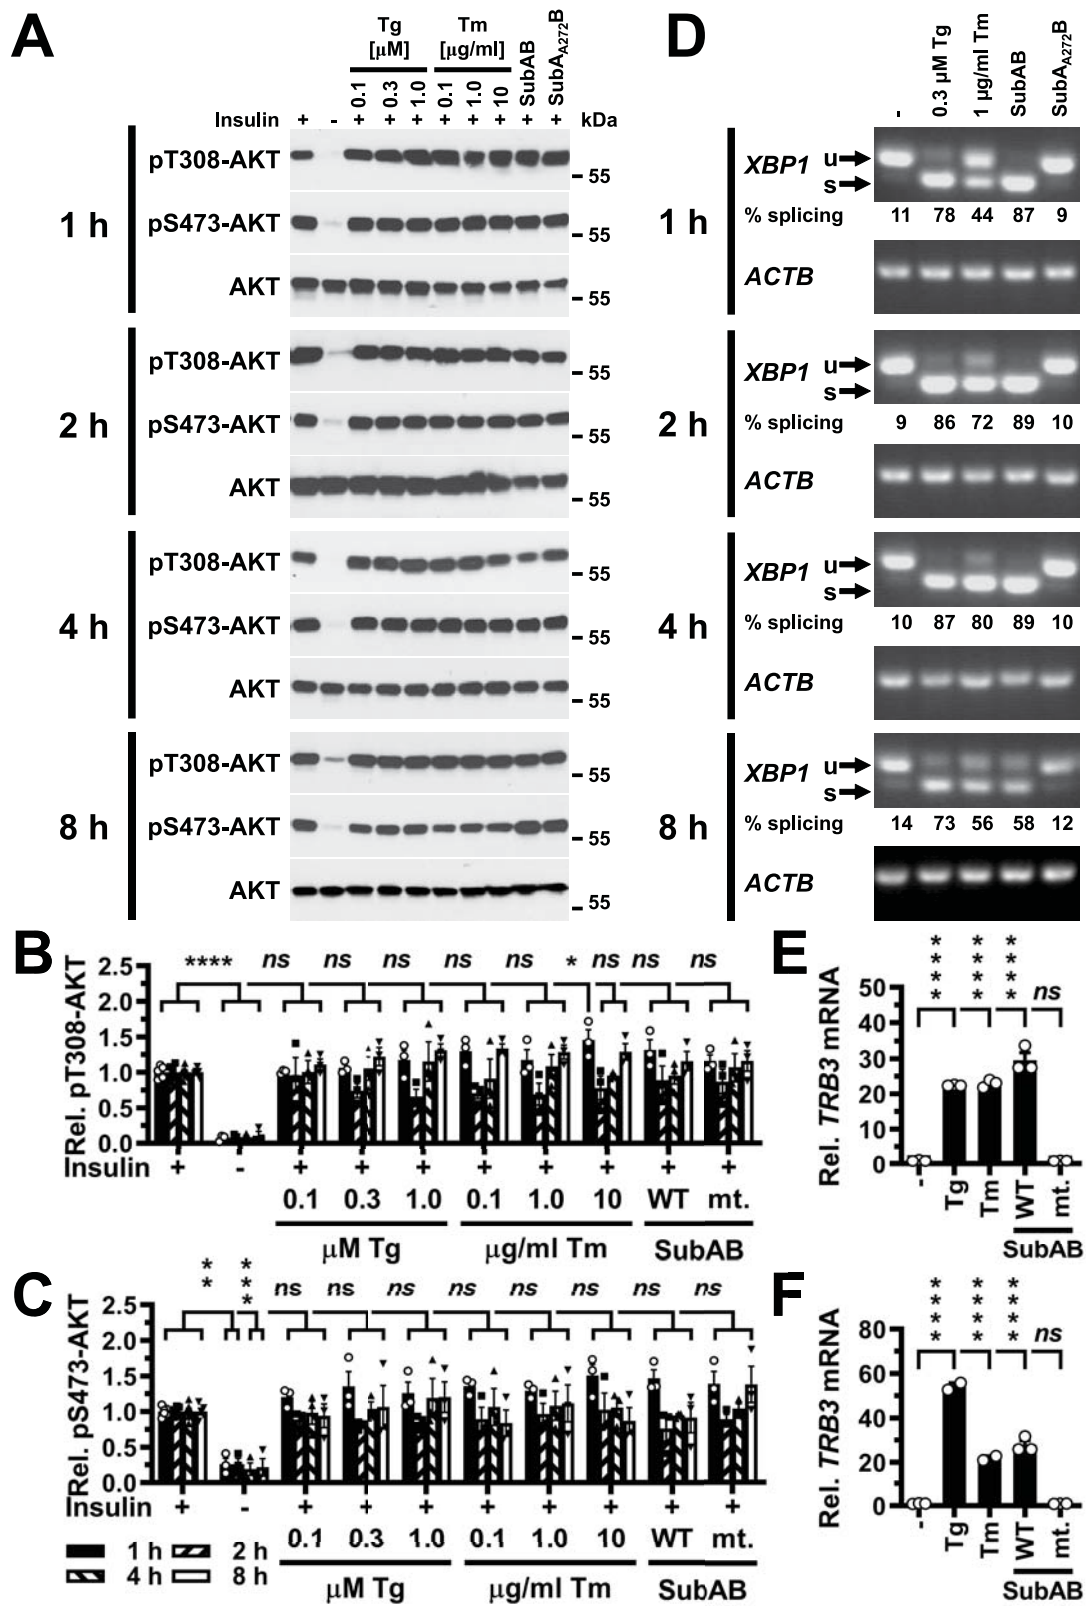 A
Tg
[µM]
Tm
[µg/ml]
SubAB
SubA_A272B
0.1 0.3 1.0 0.1 1.0 10
Insulin + - + + + + + + + + kDa
1 h
pT308-AKT
55
pS473-AKT
55
AKT
55
2 h
pT308-AKT
55
pS473-AKT
55
AKT
55
4 h
pT308-AKT
55
pS473-AKT
55
AKT
55
8 h
pT308-AKT
55
pS473-AKT
55
AKT
55
D
- 0.3 µM Tg 1 µg/ml Tm SubAB SubA_A272B
1 h
XBP1 u
s
% splicing 11 78 44 87 9
ACTB
2 h
XBP1 u
s
% splicing 9 86 72 89 10
ACTB
4 h
XBP1 u
s
% splicing 10 87 80 89 10
ACTB
8 h
XBP1 u
s
% splicing 14 73 56 58 12
ACTB
B
Rel. pT308-AKT
2.5
2.0
1.5
1.0
0.5
0.0
**** ns ns ns ns ns * ns ns ns
Insulin + - + + + + + + + +
0.1 0.3 1.0 0.1 1.0 10 WT mt.
µM Tg µg/ml Tm SubAB
C
Rel. pS473-AKT
2.5
2.0
1.5
1.0
0.5
0.0
** *** ns ns ns ns ns ns ns ns
Insulin + - + + + + + + + +
0.1 0.3 1.0 0.1 1.0 10 WT mt.
µM Tg µg/ml Tm SubAB
1 h 2 h
4 h 8 h
E
Rel. TRB3 mRNA
50
40
30
20
10
0
**** **** **** ns
- Tg Tm WT mt.
SubAB
F
Rel. TRB3 mRNA
80
60
40
20
0
**** **** **** ns
- Tg Tm WT mt.
SubAB